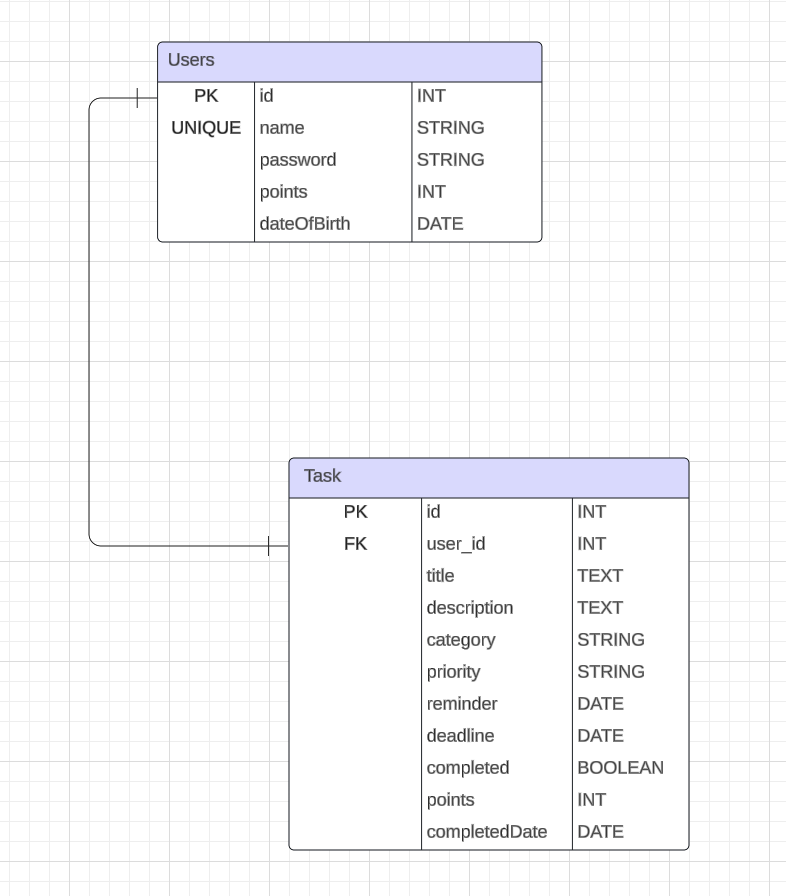 Users
PK id INT
UNIQUE name STRING
password STRING
points INT
dateOfBirth DATE
Task
PK id INT
FK user_id INT
title TEXT
description TEXT
category STRING
priority STRING
reminder DATE
deadline DATE
completed BOOLEAN
points INT
completedDate DATE